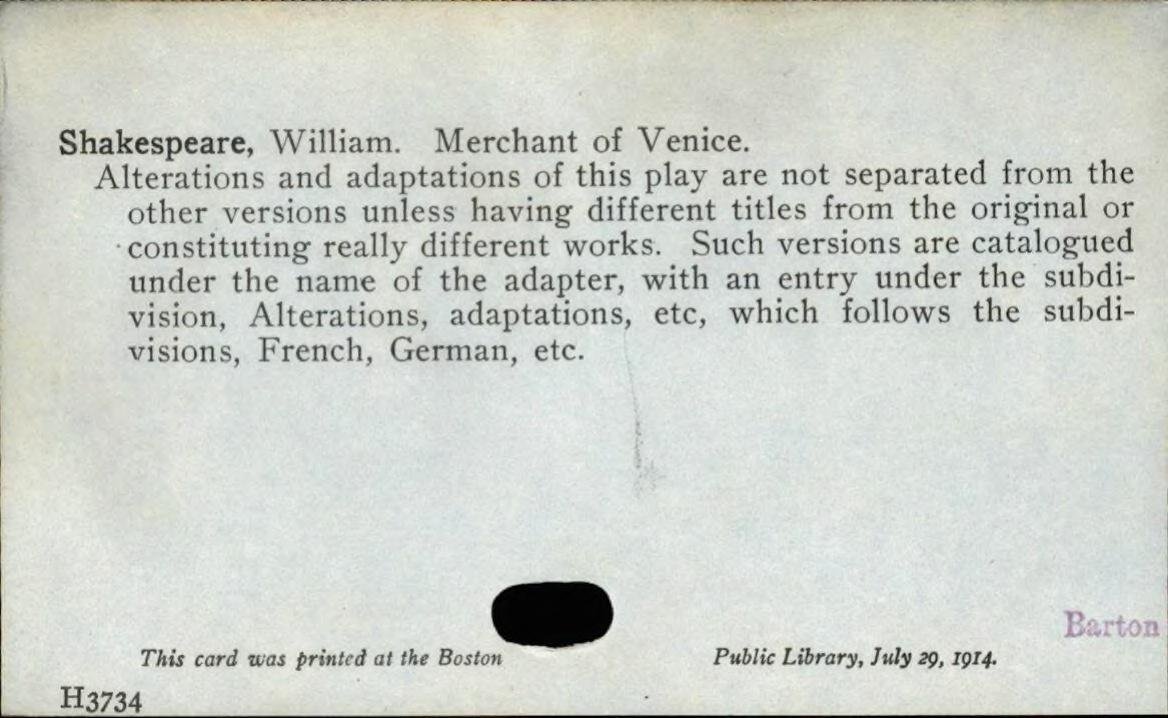 Shakespeare, William. Merchant of Venice.
Alterations and adaptations of this play are not separated from the
other versions unless having different titles from the original or
constituting really different works. Such versions are catalogued
under the name of the adapter, with an entry under the subdi-
vision, Alterations, adaptations, etc, which follows the subdi-
visions, French, German, etc.
Barton
This card was printed at the Boston Public Library, July 29, 1914.
H3734